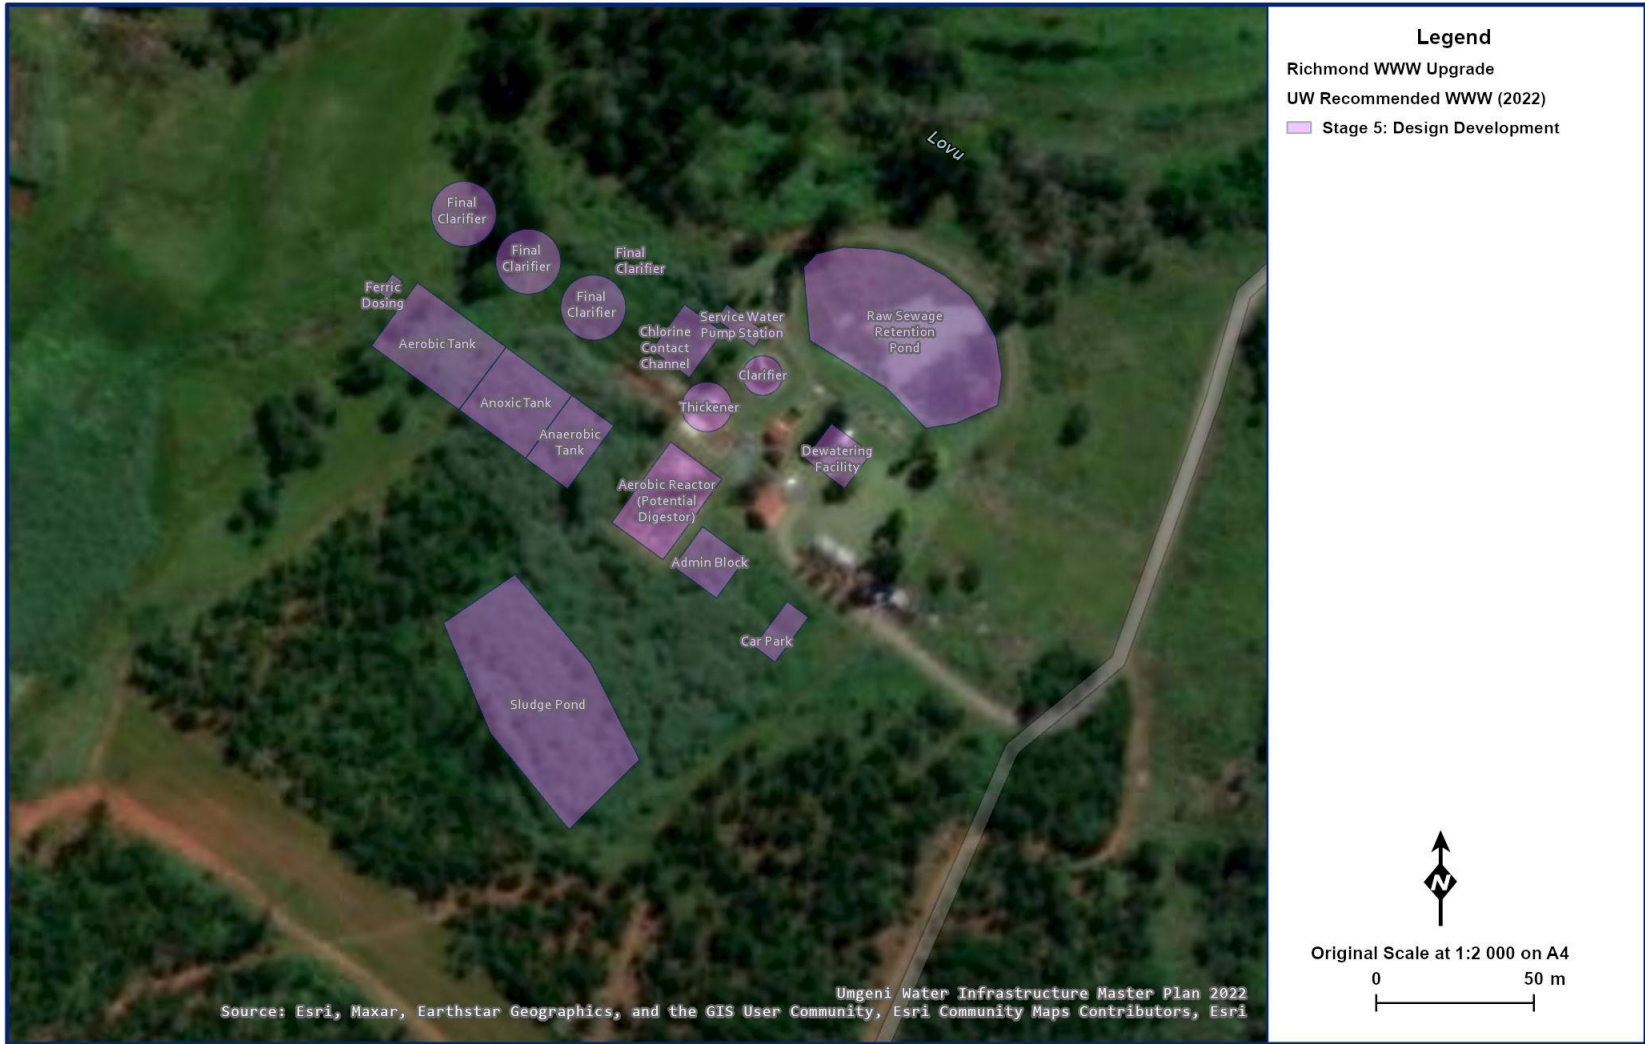 Legend
Richmond WWW Upgrade
UW Recommended WWW (2022)
Stage 5: Design Development
Lovu
Final
Clarifier
Final
Clarifier
Final
Clarifier
Final
Clarifier
Ferric
Dosing
Aerobic Tank
Anoxic Tank
Anaerobic
Tank
Chlorine
Contact
Channel
Service Water
Pump Station
Clarifier
Thickener
Raw Sewage
Retention
Pond
Dewatering
Facility
Aerobic Reactor
(Potential
Digestor)
Admin Block
Car Park
Sludge Pond
N
Original Scale at 1:2 000 on A4
0 50 m
Umgeni Water Infrastructure Master Plan 2022
Source: Esri, Maxar, Earthstar Geographics, and the GIS User Community, Esri Community Maps Contributors, Esri